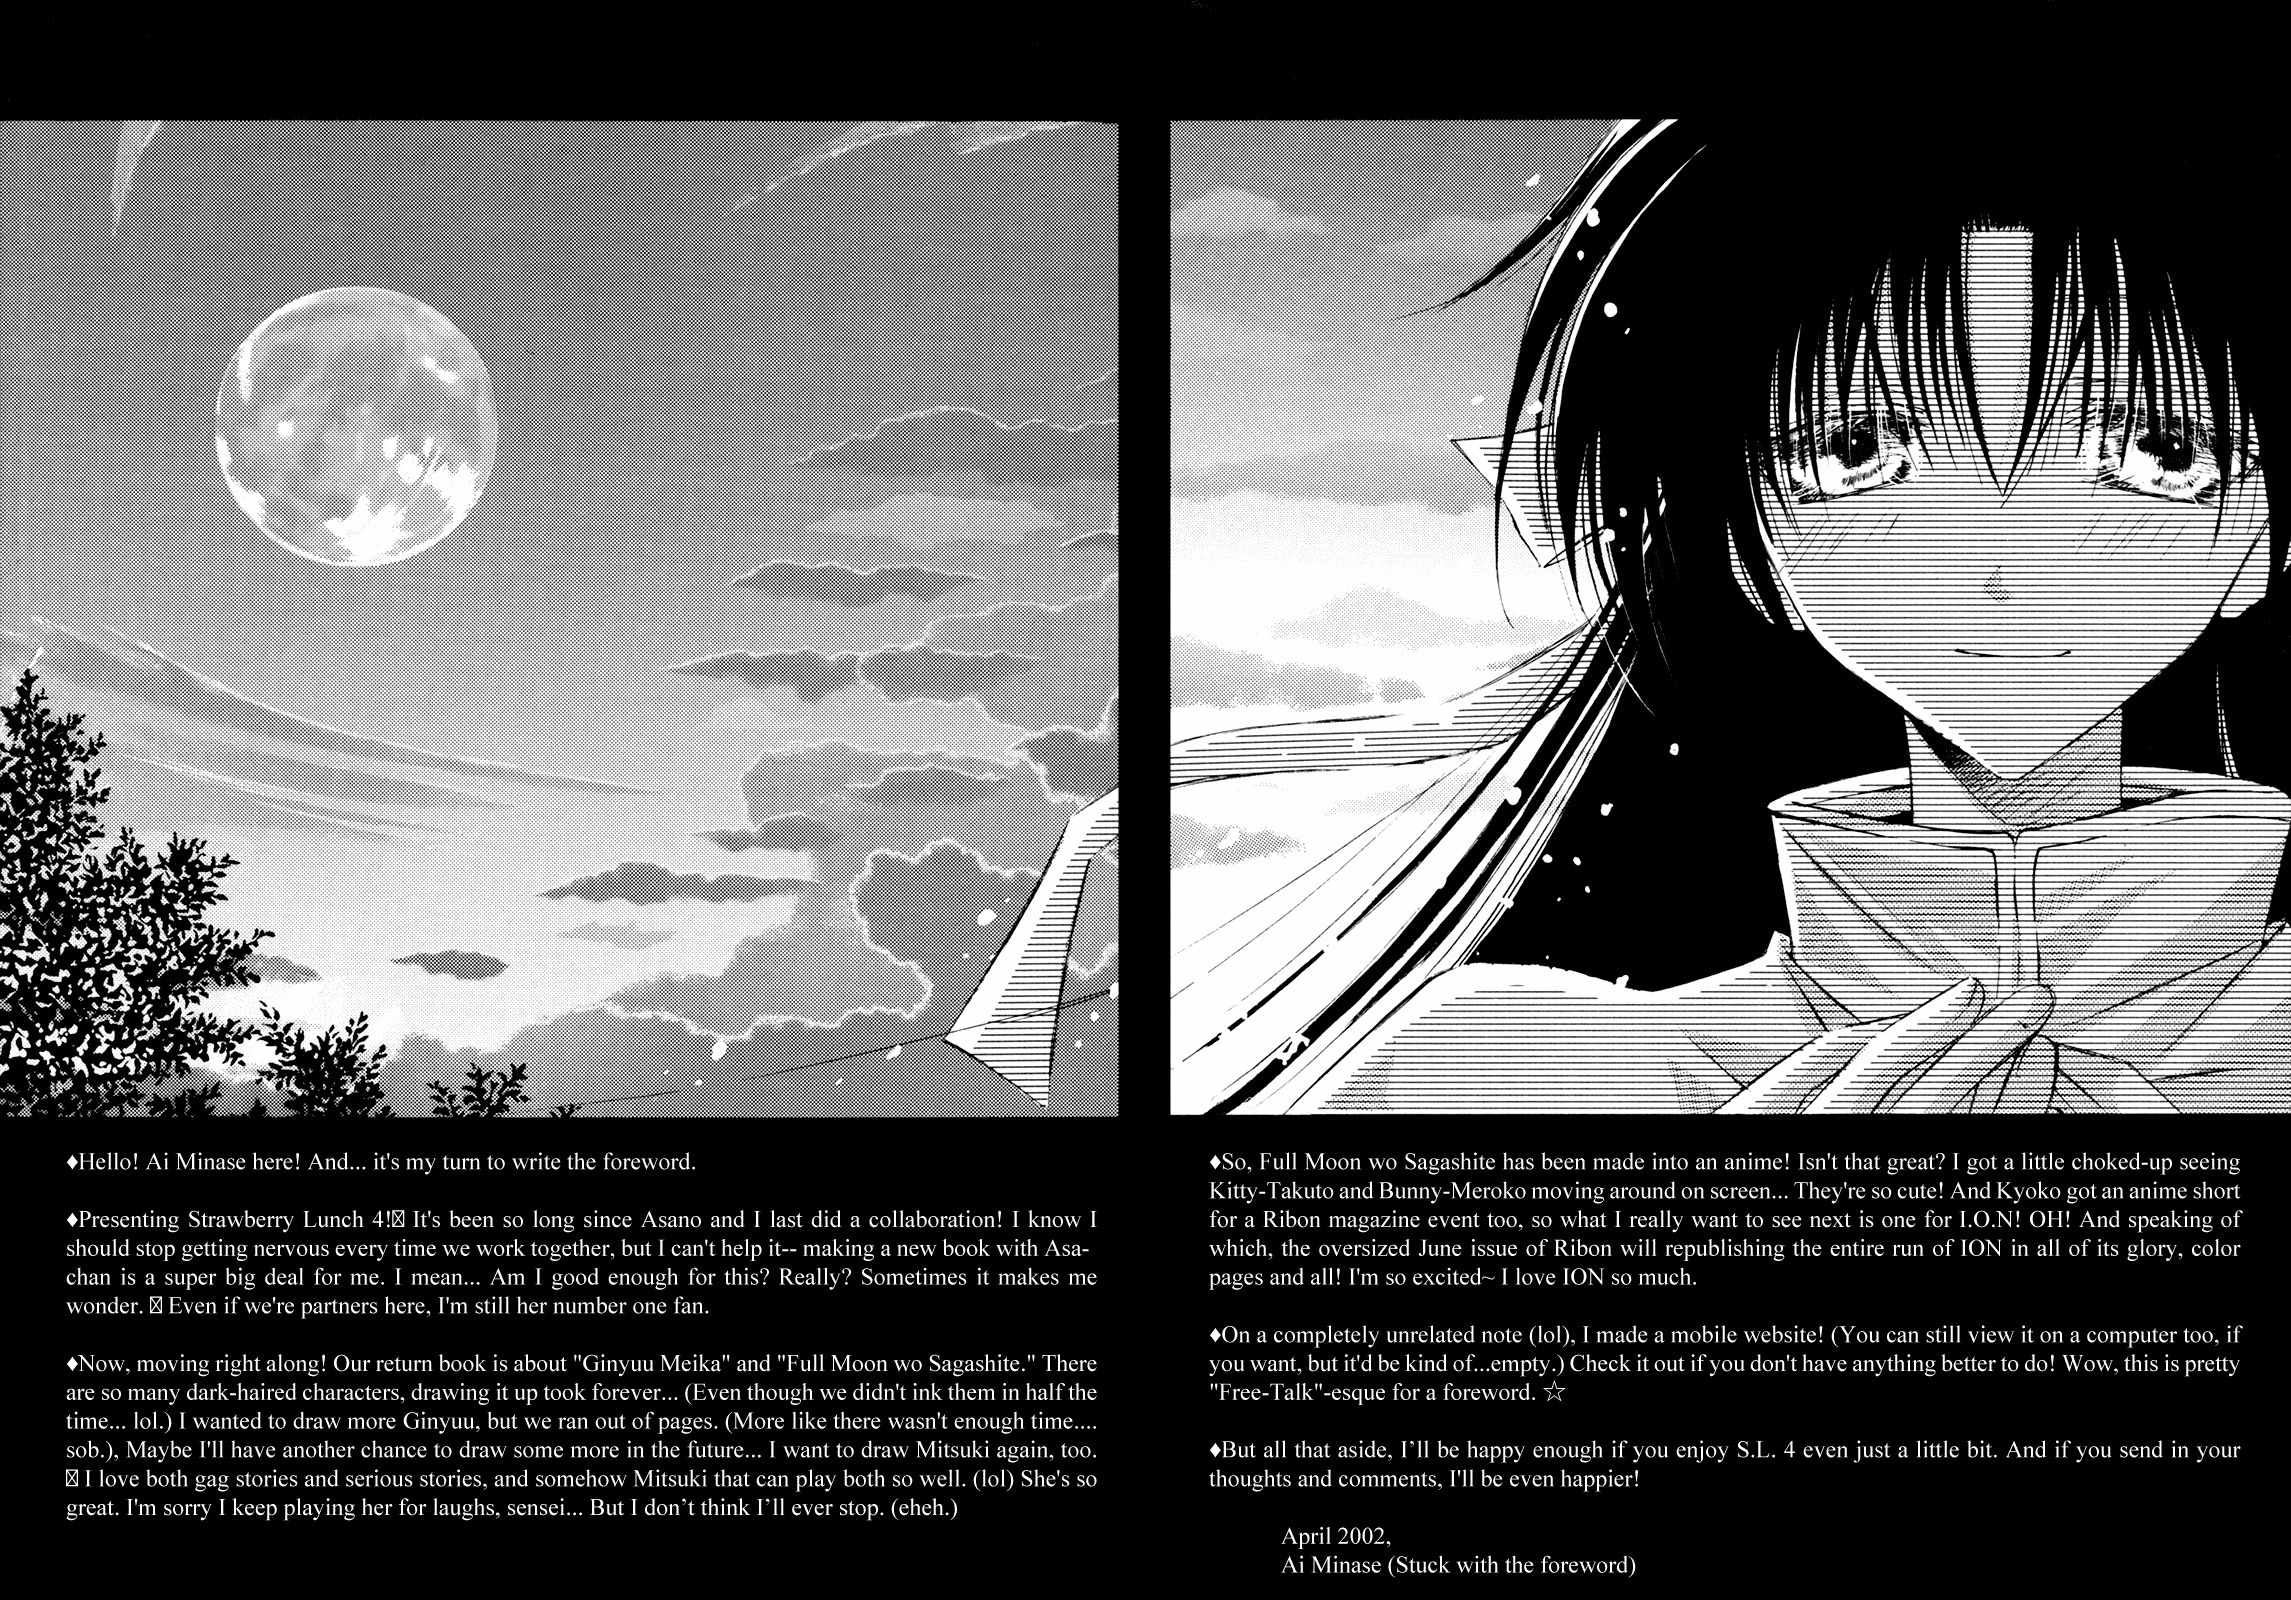 ♦Hello! Ai Minase here! And... it's my turn to write the foreword.
♦Presenting Strawberry Lunch 4!□ It's been so long since Asano and I last did a collaboration! I know I
should stop getting nervous every time we work together, but I can't help it-- making a new book with Asa-
chan is a super big deal for me. I mean... Am I good enough for this? Really? Sometimes it makes me
wonder. □ Even if we're partners here, I'm still her number one fan.
♦Now, moving right along! Our return book is about "Ginyuu Meika" and "Full Moon wo Sagashite." There
are so many dark-haired characters, drawing it up took forever... (Even though we didn't ink them in half the
time... lol.) I wanted to draw more Ginyuu, but we ran out of pages. (More like there wasn't enough time....
sob.), Maybe I'll have another chance to draw some more in the future... I want to draw Mitsuki again, too.
□ I love both gag stories and serious stories, and somehow Mitsuki that can play both so well. (lol) She's so
great. I'm sorry I keep playing her for laughs, sensei... But I don’t think I’ll ever stop. (eheh.)
♦So, Full Moon wo Sagashite has been made into an anime! Isn't that great? I got a little choked-up seeing
Kitty-Takuto and Bunny-Meroko moving around on screen... They're so cute! And Kyoko got an anime short
for a Ribon magazine event too, so what I really want to see next is one for I.O.N! OH! And speaking of
which, the oversized June issue of Ribon will republishing the entire run of ION in all of its glory, color
pages and all! I'm so excited~ I love ION so much.
♦On a completely unrelated note (lol), I made a mobile website! (You can still view it on a computer too, if
you want, but it'd be kind of...empty.) Check it out if you don't have anything better to do! Wow, this is pretty
"Free-Talk"-esque for a foreword. ☆
♦But all that aside, I’ll be happy enough if you enjoy S.L. 4 even just a little bit. And if you send in your
thoughts and comments, I'll be even happier!
April 2002,
Ai Minase (Stuck with the foreword)